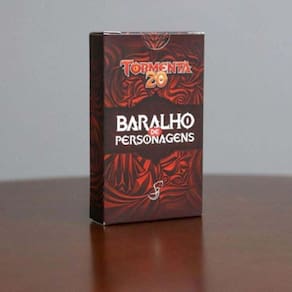 TORMENTA
20
BARALHO
DE
PERSONAGENS